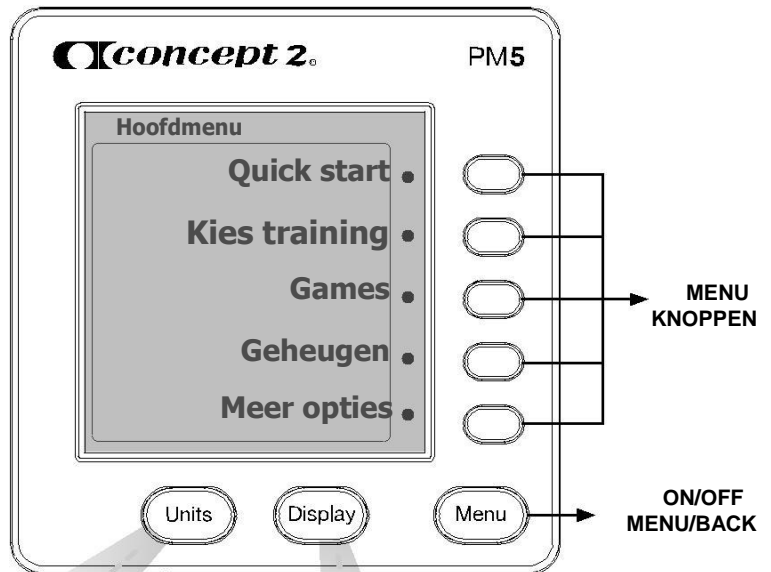 concept 2®
PM5
Hoofdmenu
Quick start
Kies training
Games
Geheugen
Meer opties
MENU
KNOPPEN
Units
Display
Menu
ON/OFF
MENU/BACK